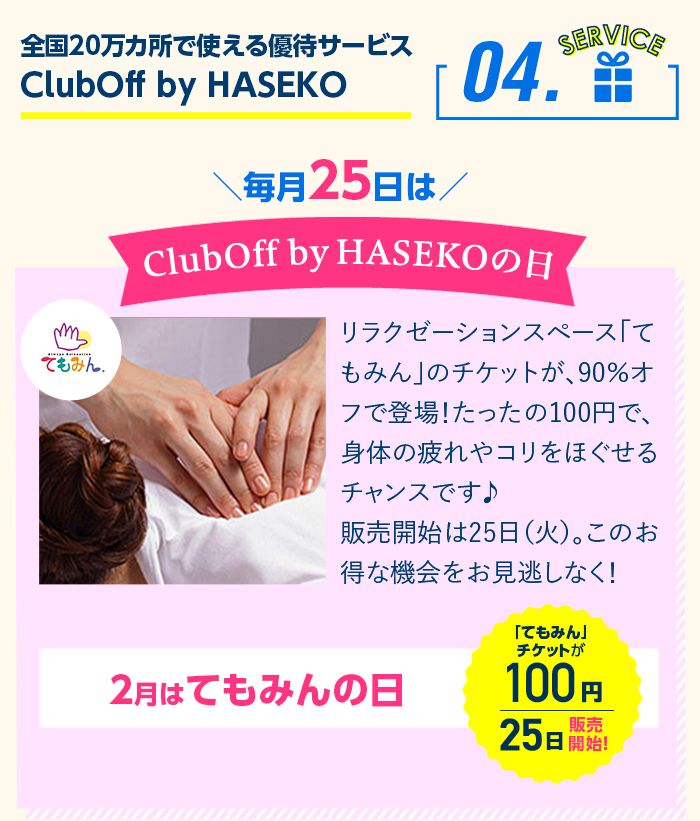 全国20万カ所で使える優待サービス
ClubOff by HASEKO
04.
SERVICE
＼毎月25日は／
ClubOff by HASEKOの日
Always Relaxation
てもみん.
リラクゼーションスペース「て
もみん」のチケットが、90%オ
フで登場！たったの100円で、
身体の疲れやコリをほぐせる
チャンスです♪
販売開始は25日（火）。このお
得な機会をお見逃しなく！
2月はてもみんの日
「てもみん」
チケットが
100円
25日販売
開始！